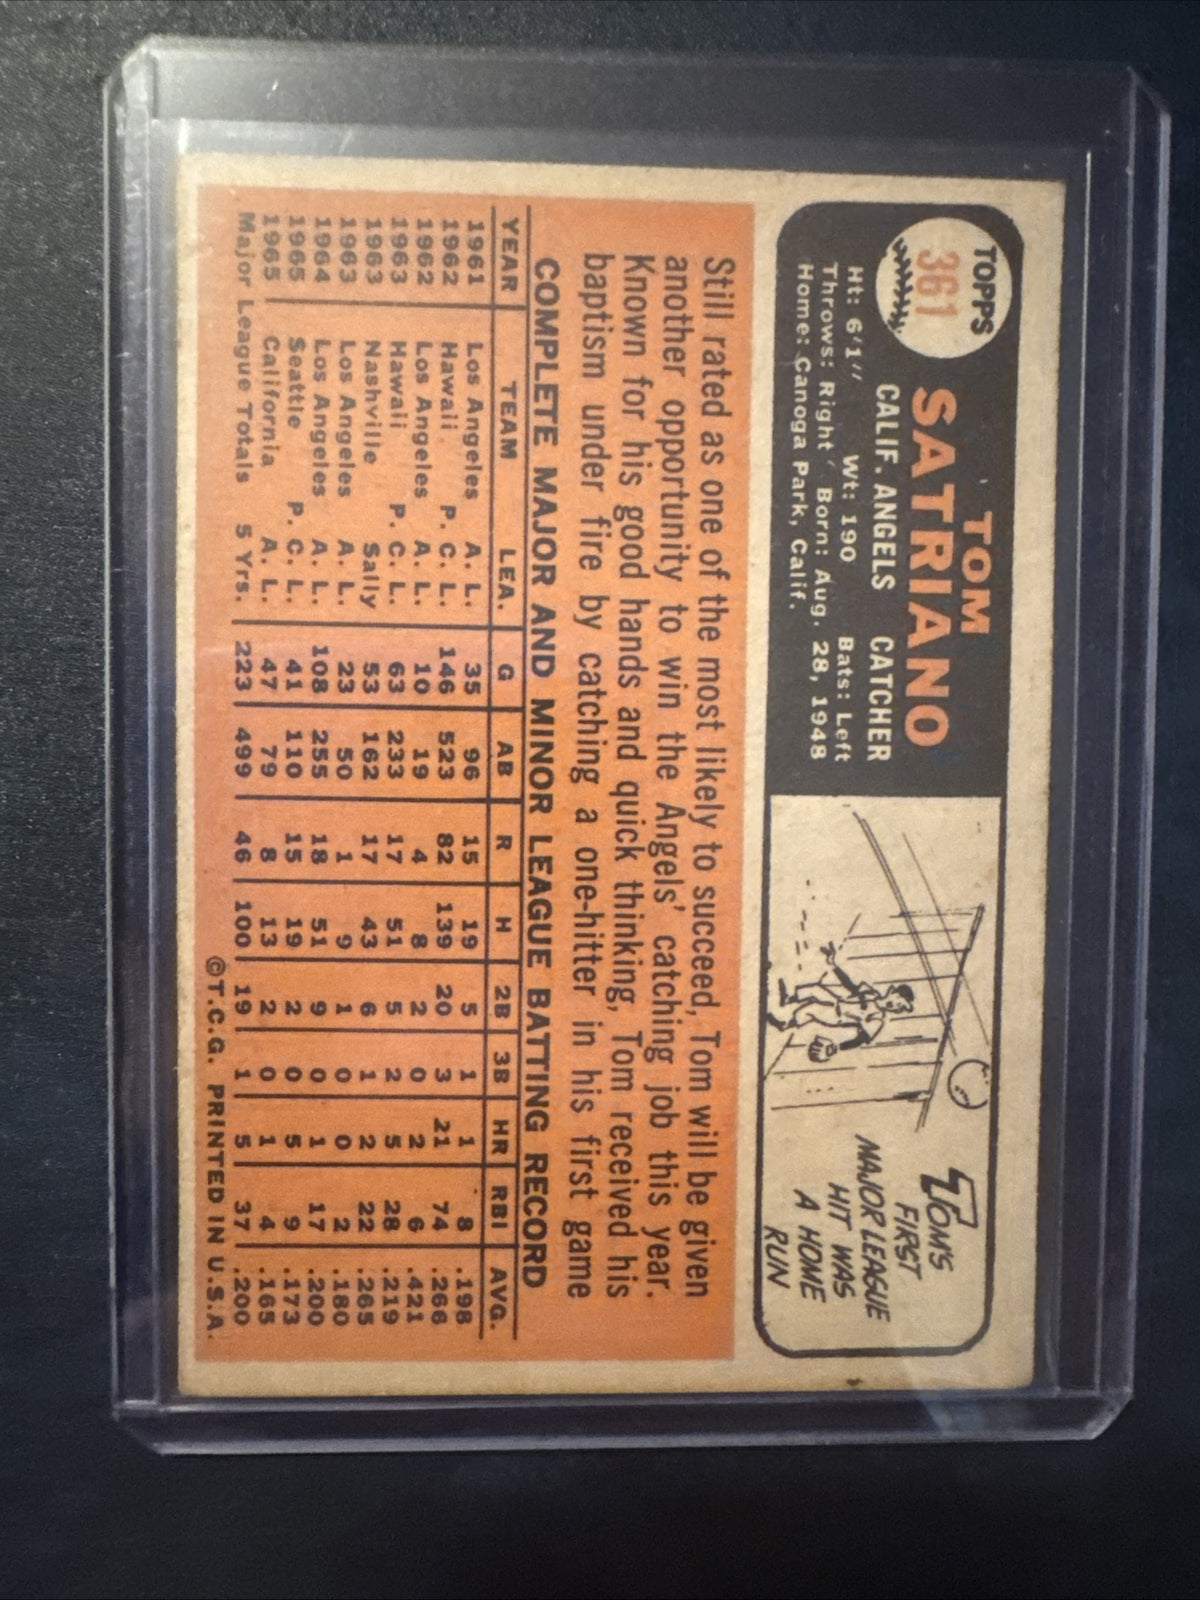 TOPPS
361
TOM
SATRIANO
CALIF. ANGELS CATCHER
Ht: 6'1" Wt: 190 Bats: Left
Throws: Right Born: Aug. 28, 1948
Home: Canoga Park, Calif.
TOM'S
FIRST
MAJOR LEAGUE
HIT WAS
A HOME
RUN
Still rated as one of the most likely to succeed, Tom will be given
another opportunity to win the Angels' catching job this year.
Known for his good hands and quick thinking, Tom received his
baptism under fire by catching a one-hitter in his first game
COMPLETE MAJOR AND MINOR LEAGUE BATTING RECORD
YEAR TEAM LEA. G AB R H 2B 3B HR RBI AVG.
1961 Los Angeles A. L. 35 96 15 19 5 1 1 8 .198
1962 Hawaii P. C. L. 146 523 82 139 20 3 21 74 .266
1962 Los Angeles A. L. 10 19 4 8 2 0 2 6 .421
1963 Hawaii P. C. L. 63 233 17 51 5 2 5 28 .219
1963 Nashville Sally 53 162 17 43 6 1 2 22 .265
1963 Los Angeles A. L. 23 50 1 9 1 0 0 2 .180
1964 Los Angeles A. L. 108 255 18 51 9 0 1 17 .200
1965 Seattle P. C. L. 41 110 15 19 2 0 5 9 .173
1965 California A. L. 47 79 8 13 2 0 1 4 .165
Major League Totals 5 Yrs. 223 499 46 100 19 1 5 37 .200
©T.C.G. PRINTED IN U.S.A.